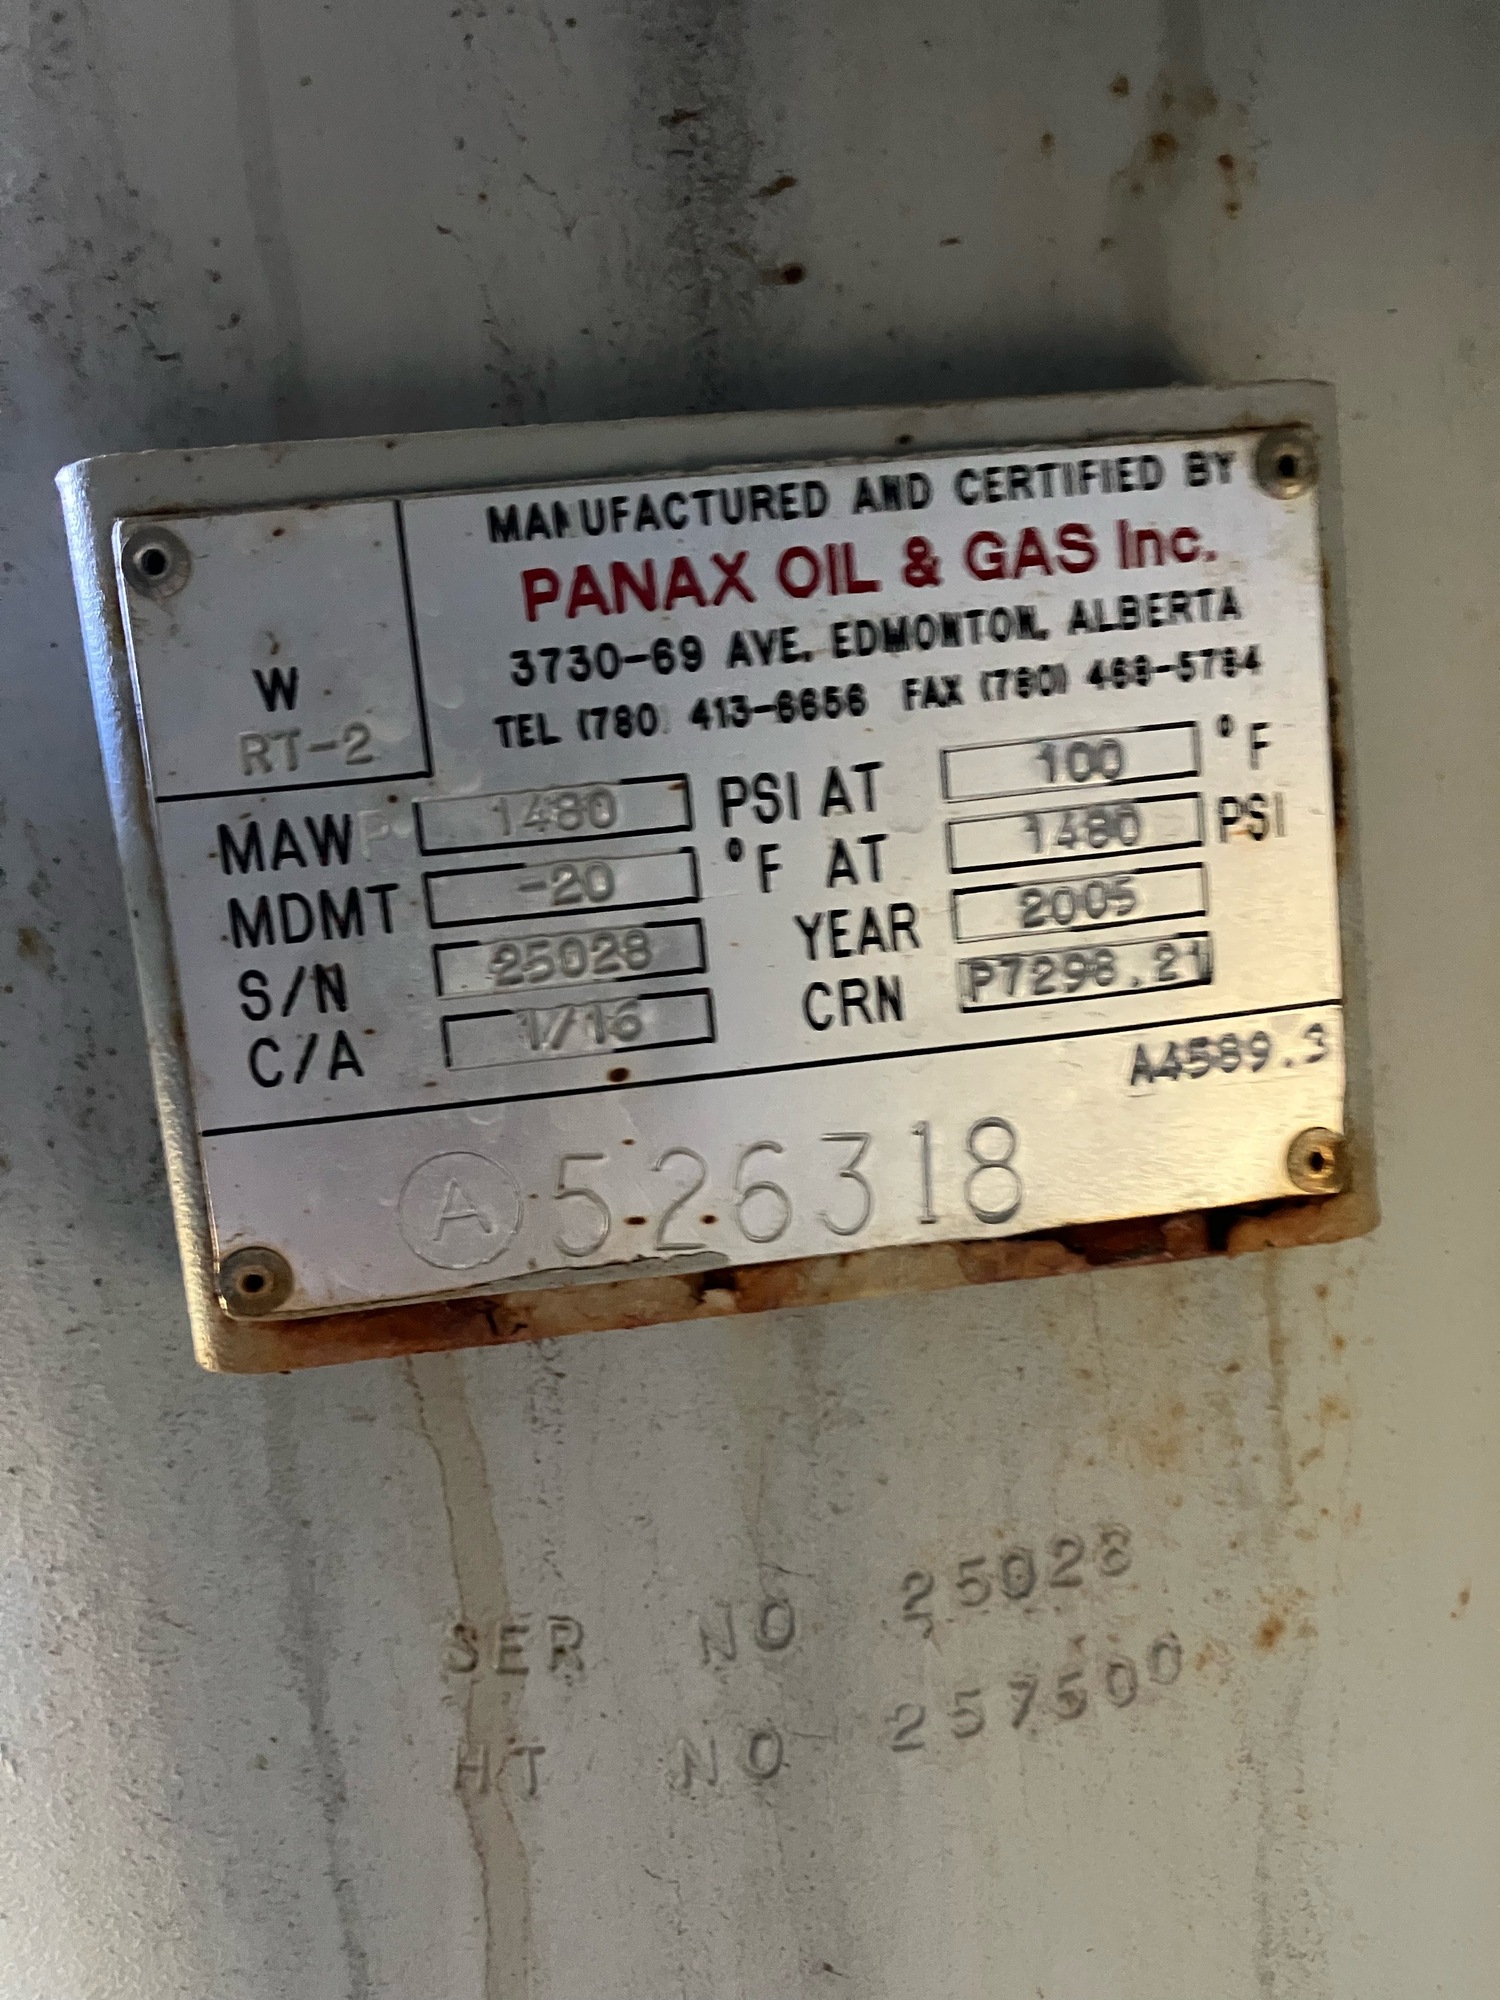 MANUFACTURED AND CERTIFIED BY
PANAX OIL & GAS Inc.
3730-69 AVE. EDMONTON, ALBERTA
TEL (780) 413-6656 FAX (780) 468-5784
W
RT-2
MAWP 1480 PSI AT 100 °F
MDMT -20 °F AT 1480 PSI
S/N 25028 YEAR 2005
C/A 1/16 CRN P7298.21
A4589.3
A 526318
SER NO 25028
HT NO 257500